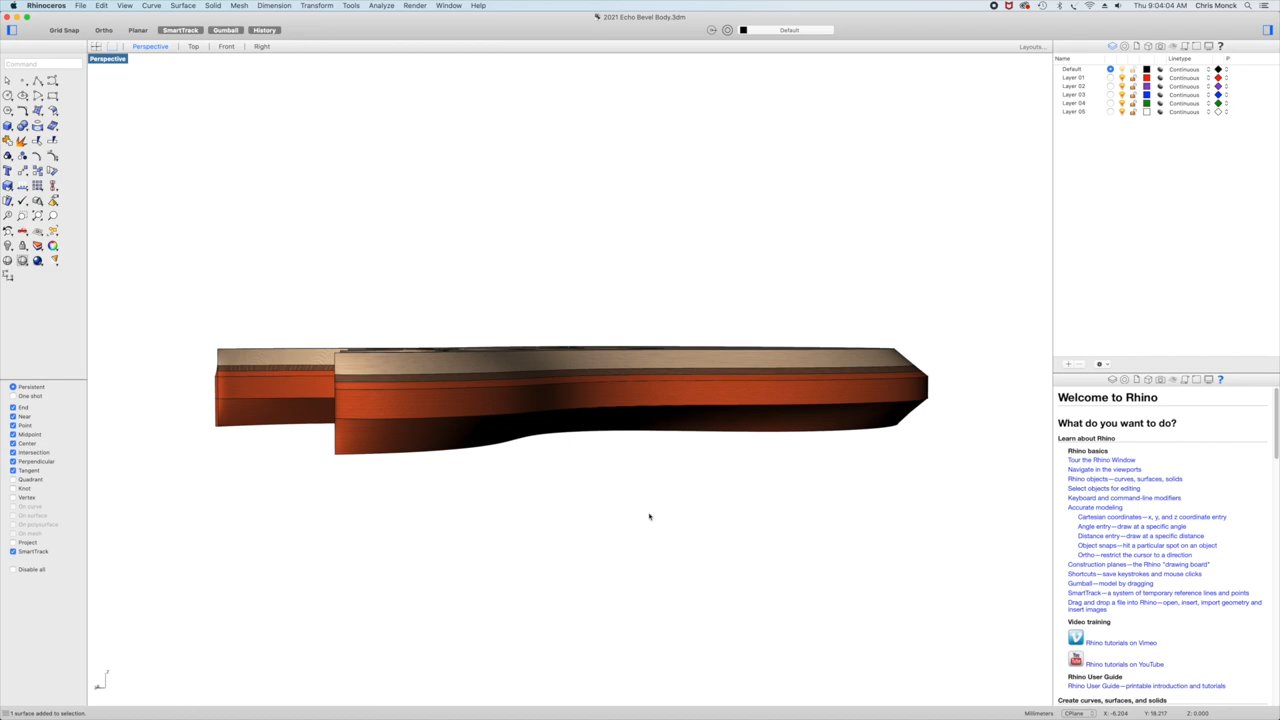 Rhinoceros File Edit View Curve Surface Solid Mesh Dimension Transform Tools Analyze Render Window Help Thu 9:04:04 AM Chris Monck
2021 Echo Bevel Body.3dm
Grid Snap Ortho Planar SmartTrack Gumball History Default
Perspective Top Front Right Layouts...
Perspective
Command
Name Linetype P
Default Continuous
Layer 01 Continuous
Layer 02 Continuous
Layer 03 Continuous
Layer 04 Continuous
Layer 05 Continuous
Persistent
One shot
End
Near
Point
Midpoint
Center
Intersection
Perpendicular
Tangent
Quadrant
Knot
Vertex
On curve
On surface
On polysurface
On mesh
Project
SmartTrack
Disable all
Welcome to Rhino
What do you want to do?
Learn about Rhino
Rhino basics
Tour the Rhino Window
Navigate in the viewports
Rhino objects—curves, surfaces, solids
Select objects for editing
Keyboard and command-line modifiers
Accurate modeling
Cartesian coordinates—x, y, and z coordinate entry
Angle entry—draw at a specific angle
Distance entry—draw at a specific distance
Object snaps—hit a particular spot on an object
Ortho—restrict the cursor to a direction
Construction planes—the Rhino "drawing board"
Shortcuts—save keystrokes and mouse clicks
Gumball—model by dragging
SmartTrack—a system of temporary reference lines and points
Drag and drop a file into Rhino—open, insert, import geometry and
insert images
Video training
Rhino tutorials on Vimeo
Rhino tutorials on YouTube
Rhino User Guide
Rhino User Guide—printable introduction and tutorials
Create curves, surfaces, and solids
1 surface added to selection.
Millimeters CPlane X: -6.204 Y: 18.217 Z: 0.000